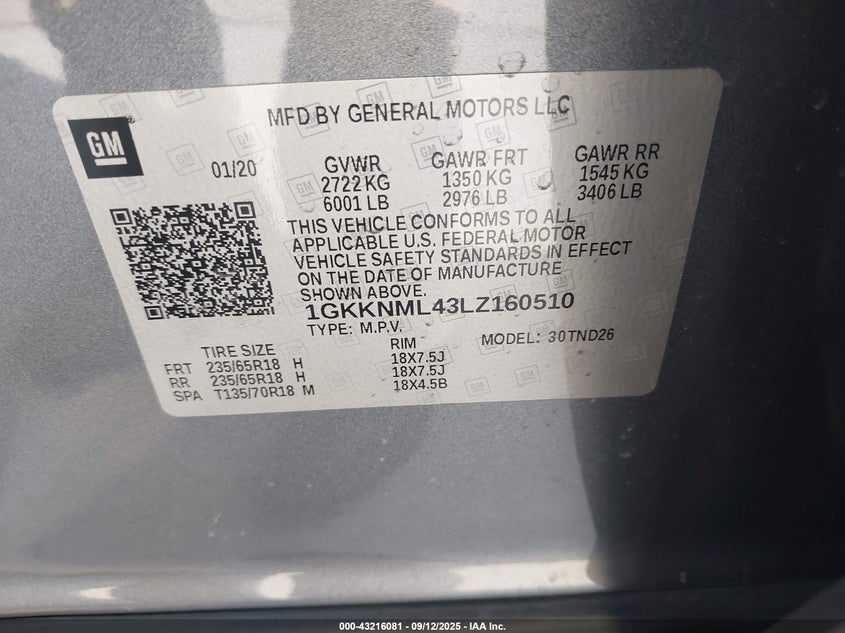 MFD BY GENERAL MOTORS LLC
GM
01/20
GVWR GAWR FRT GAWR RR
2722 KG 1350 KG 1545 KG
6001 LB 2976 LB 3406 LB
THIS VEHICLE CONFORMS TO ALL
APPLICABLE U.S. FEDERAL MOTOR
VEHICLE SAFETY STANDARDS IN EFFECT
ON THE DATE OF MANUFACTURE
SHOWN ABOVE.
1GKKNML43LZ160510
TYPE: M.P.V. MODEL: 30TND26
TIRE SIZE RIM
FRT 235/65R18 H 18X7.5J
RR 235/65R18 H 18X7.5J
SPA T135/70R18 M 18X4.5B
000-43216081 - 09/12/2025 - IAA Inc.